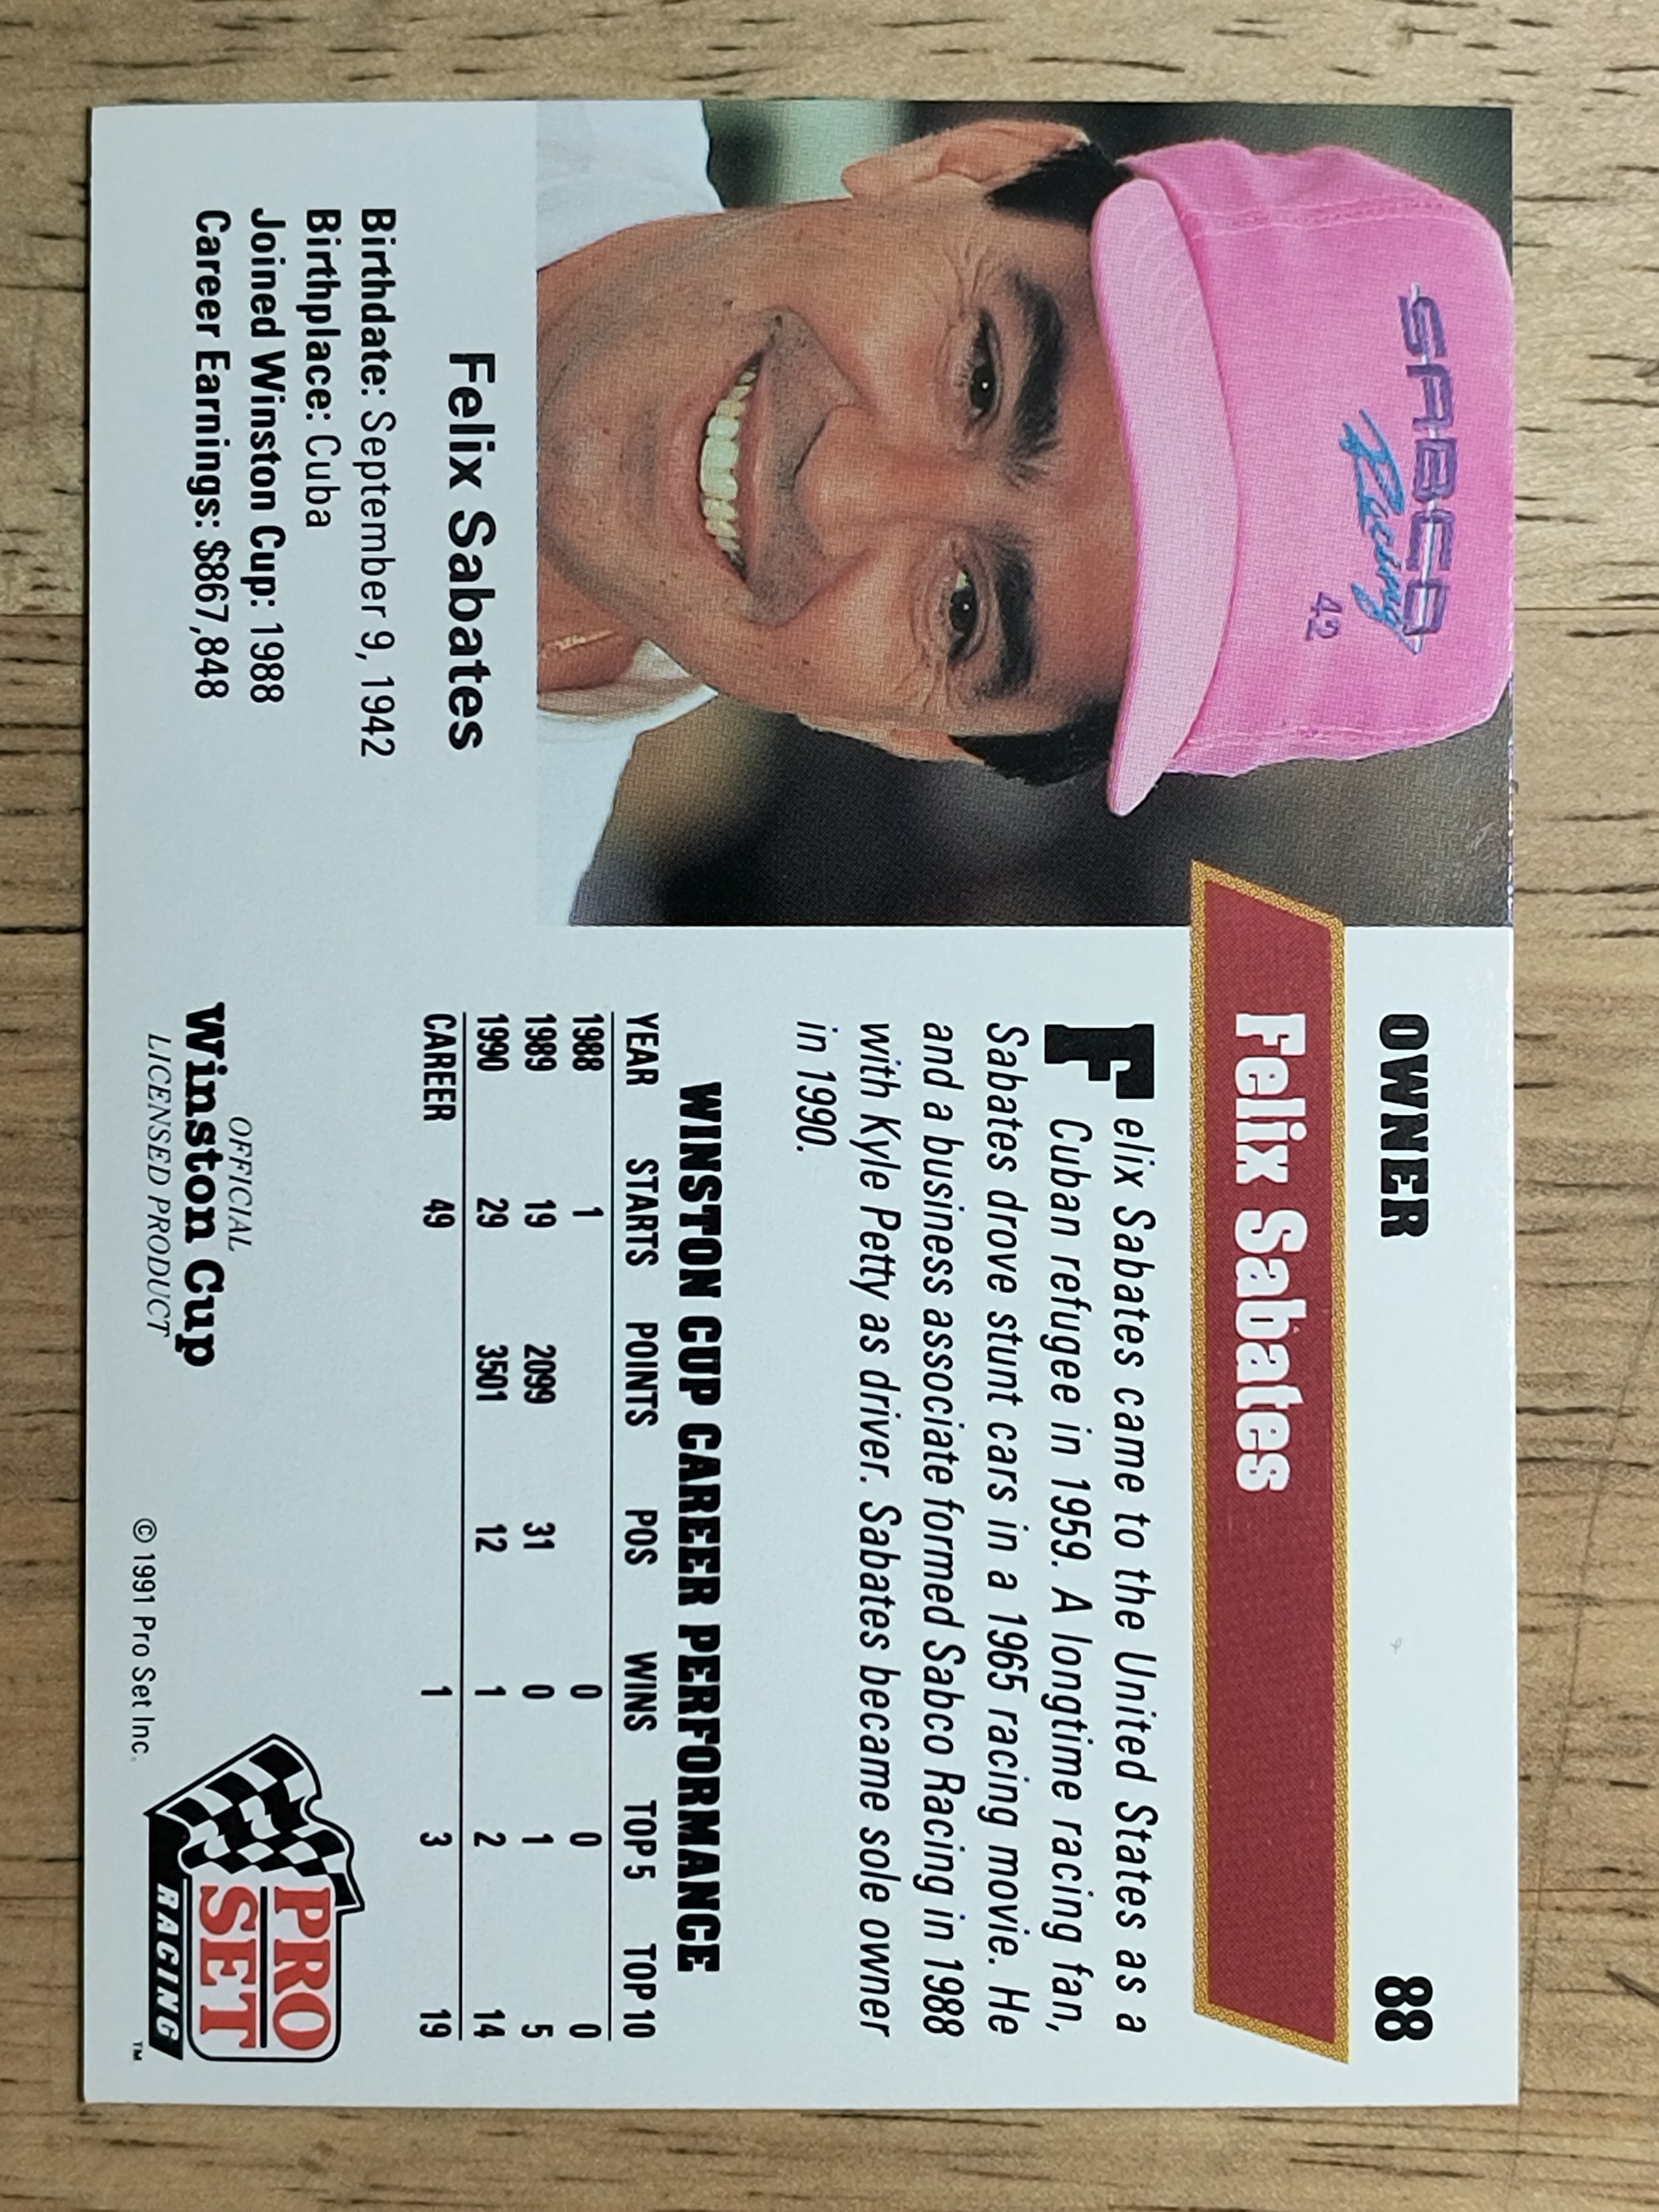 OWNER 88
Felix Sabates
Felix Sabates came to the United States as a
Cuban refugee in 1959. A longtime racing fan,
Sabates drove stunt cars in a 1965 racing movie. He
and a business associate formed Sabco Racing in 1988
with Kyle Petty as driver. Sabates became sole owner
in 1990.
WINSTON CUP CAREER PERFORMANCE
YEAR STARTS POINTS POS WINS TOP 5 TOP 10
1988 1 0 0 0
1989 19 2099 31 0 1 5
1990 29 3501 12 1 2 14
CAREER 49 1 3 19
SABCO
Racing
42
Felix Sabates
Birthdate: September 9, 1942
Birthplace: Cuba
Joined Winston Cup: 1988
Career Earnings: $867,848
OFFICIAL
Winston Cup
LICENSED PRODUCT
© 1991 Pro Set Inc.
PRO
SET
RACING
TM